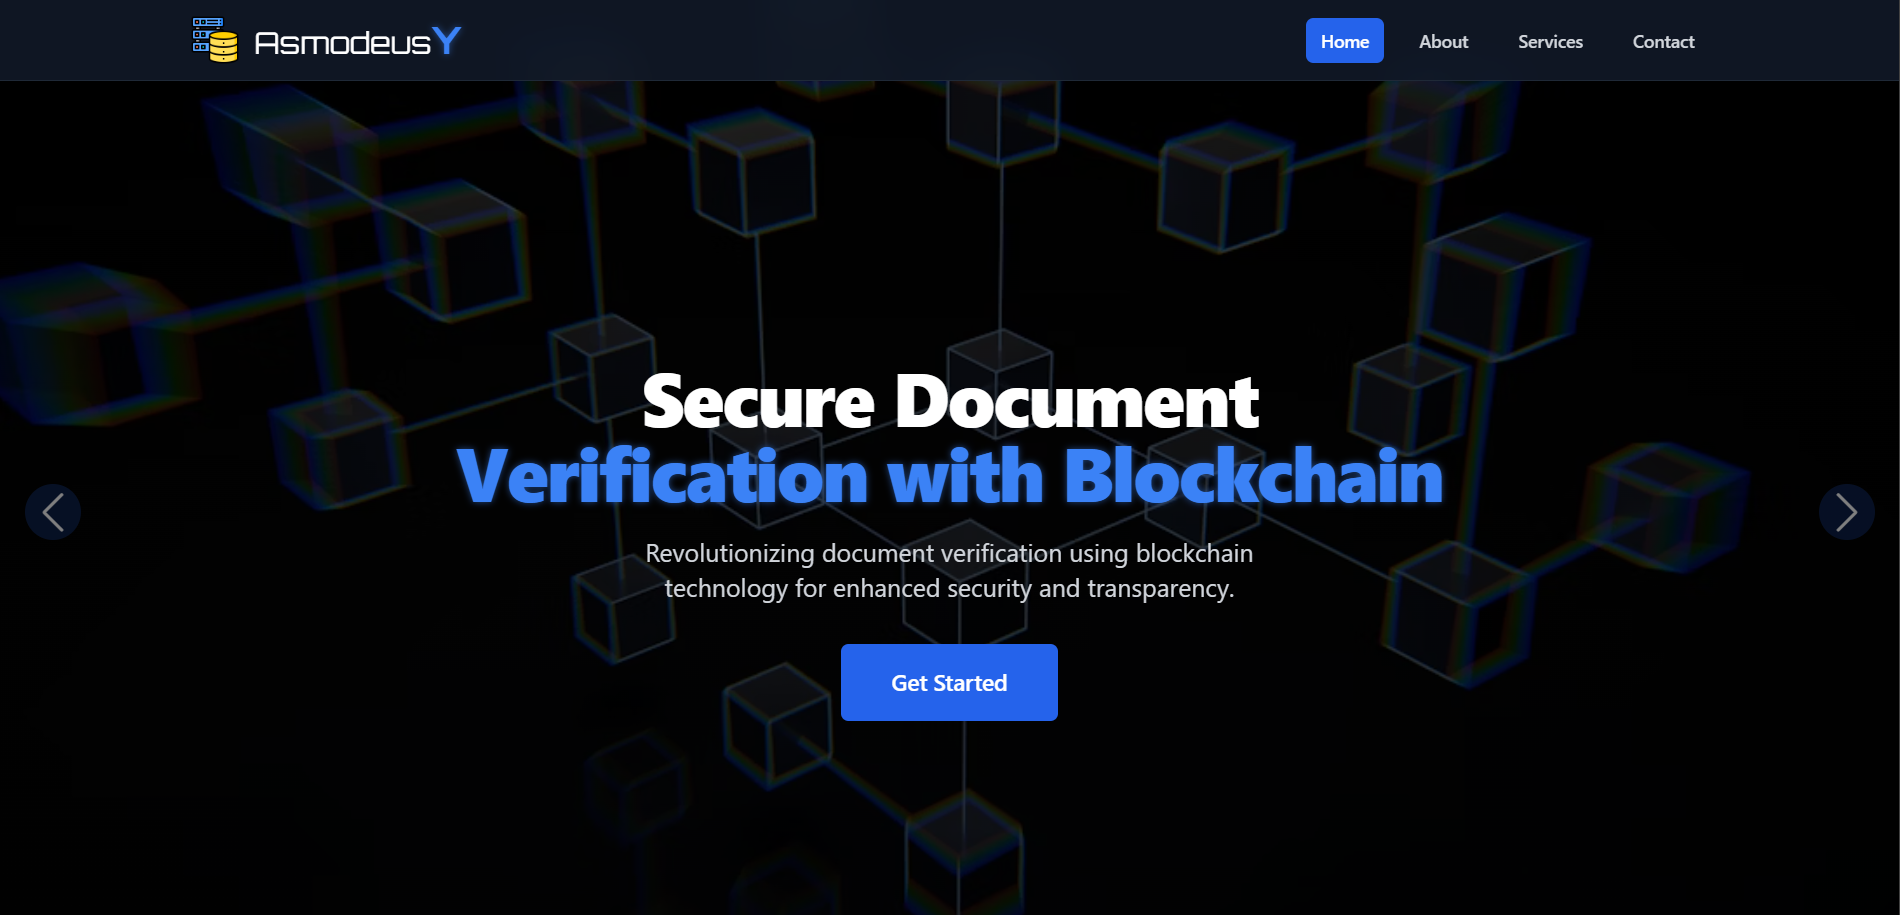 AsmodeusY
Home
About
Services
Contact
Secure Document
Verification with Blockchain
Revolutionizing document verification using blockchain
technology for enhanced security and transparency.
Get Started